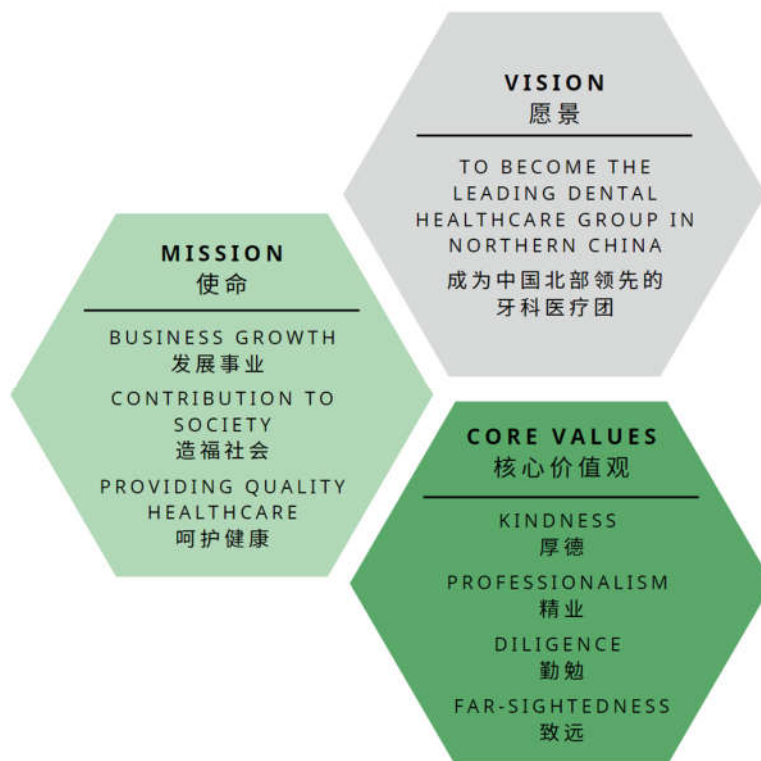 VISION
愿景
TO BECOME THE
LEADING DENTAL
HEALTHCARE GROUP IN
NORTHERN CHINA
成为中国北部领先的
牙科医疗团
MISSION
使命
BUSINESS GROWTH
发展事业
CONTRIBUTION TO
SOCIETY
造福社会
PROVIDING QUALITY
HEALTHCARE
呵护健康
CORE VALUES
核心价值观
KINDNESS
厚德
PROFESSIONALISM
精业
DILIGENCE
勤勉
FAR-SIGHTEDNESS
致远